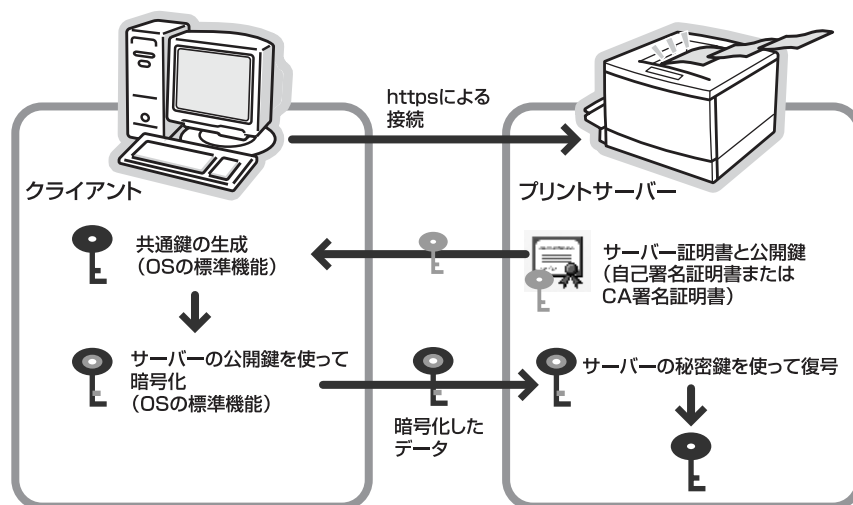 httpsによる
接続
クライアント
プリントサーバー
共通鍵の生成
（OSの標準機能）
サーバー証明書と公開鍵
（自己署名証明書または
CA署名証明書）
サーバーの公開鍵を使って
暗号化
（OSの標準機能）
暗号化した
データ
サーバーの秘密鍵を使って復号